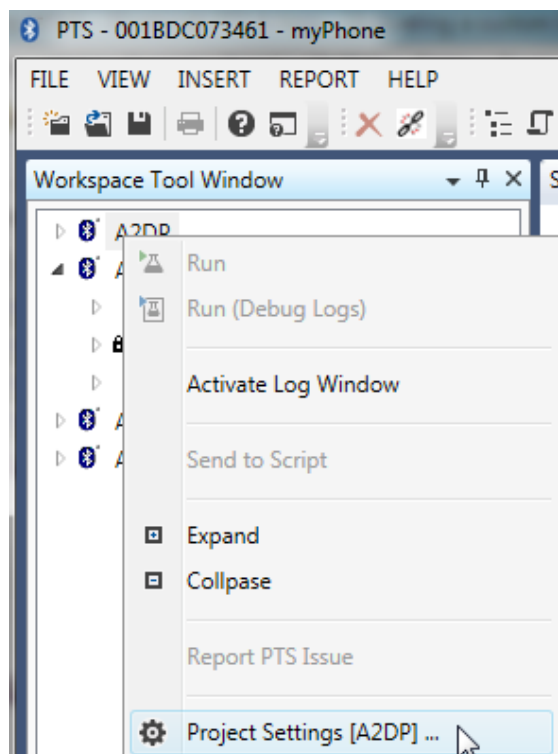 PTS - 001BDC073461 - myPhone
FILE VIEW INSERT REPORT HELP
Workspace Tool Window
A2DP
Run
Run (Debug Logs)
Activate Log Window
Send to Script
Expand
Collpase
Report PTS Issue
Project Settings [A2DP] ...